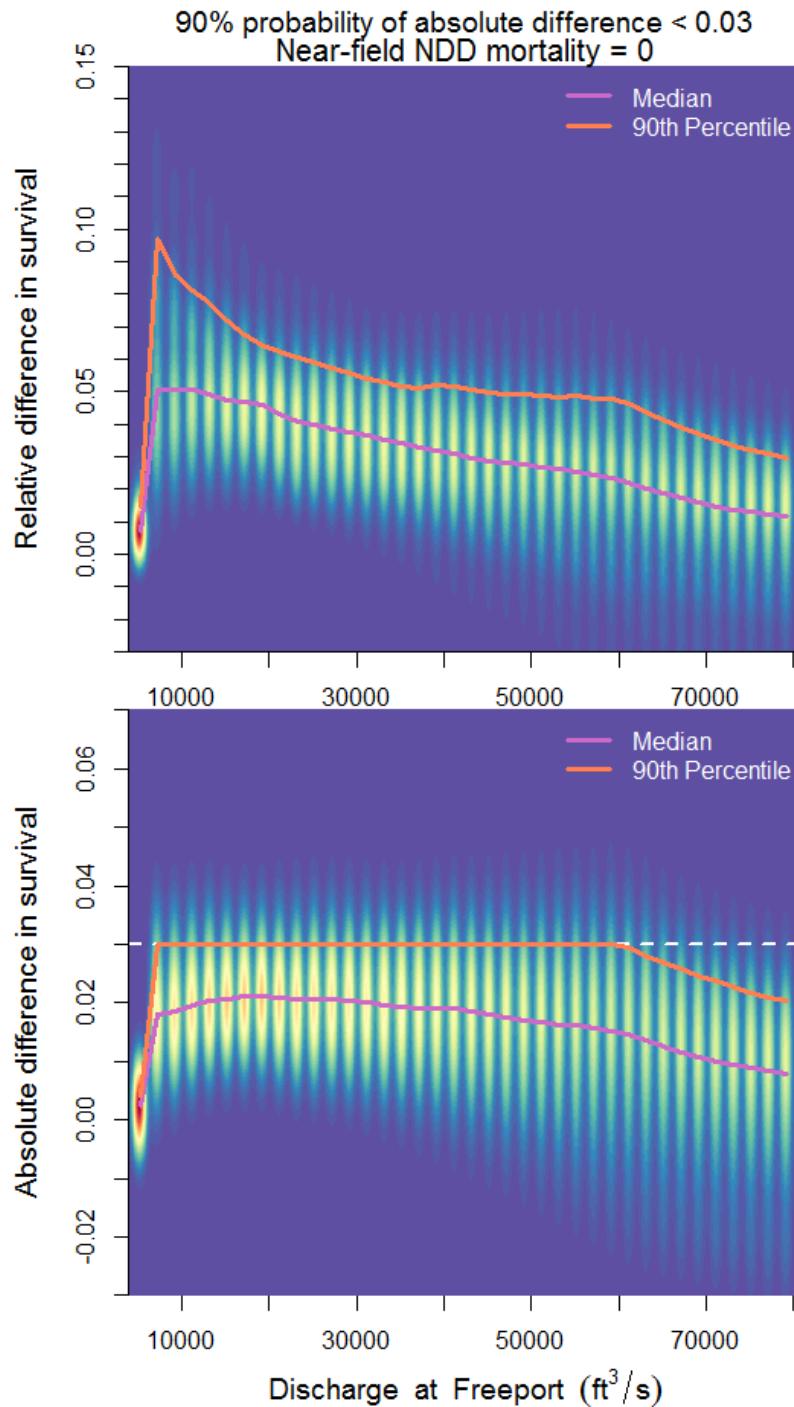 90% probability of absolute difference < 0.03
Near-field NDD mortality = 0
Relative difference in survival
0.15
0.10
0.05
0.00
Median
90th Percentile
10000 30000 50000 70000
Absolute difference in survival
0.06
0.04
0.02
0.00
-0.02
Median
90th Percentile
10000 30000 50000 70000
Discharge at Freeport (ft³/s)